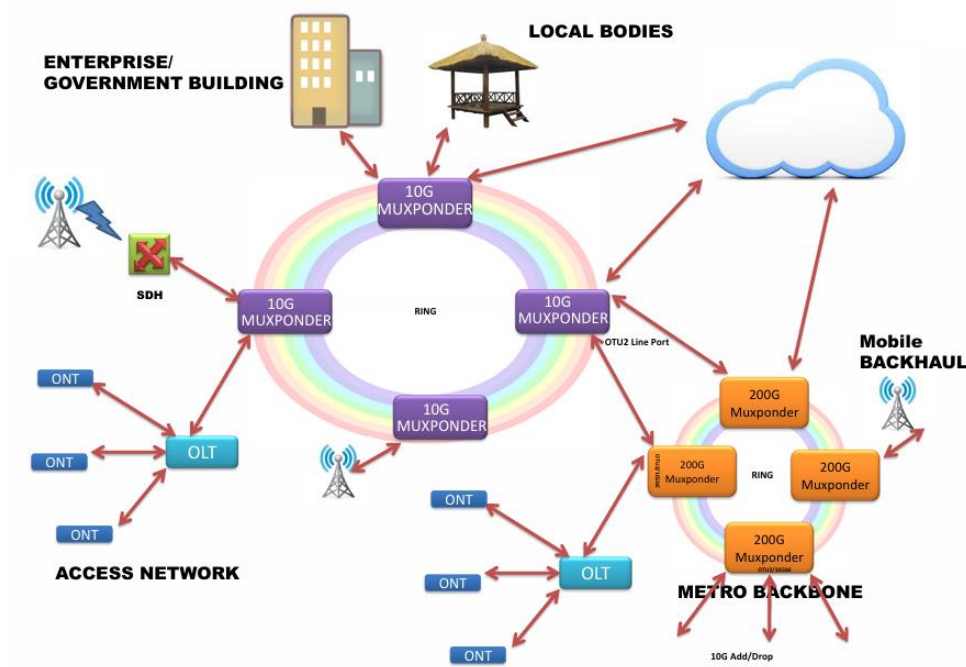 ENTERPRISE/
GOVERNMENT BUILDING
LOCAL BODIES
10G
MUXPONDER
SDH
10G
MUXPONDER
RING
10G
MUXPONDER
OTU2 Line Port
Mobile
BACKHAUL
ONT
10G
MUXPONDER
200G
Muxponder
ONT
OLT
200G
Muxponder
RING
200G
Muxponder
ONT
ONT
200G
Muxponder
ACCESS NETWORK
ONT
OLT
METRO BACKBONE
ONT
10G Add/Drop